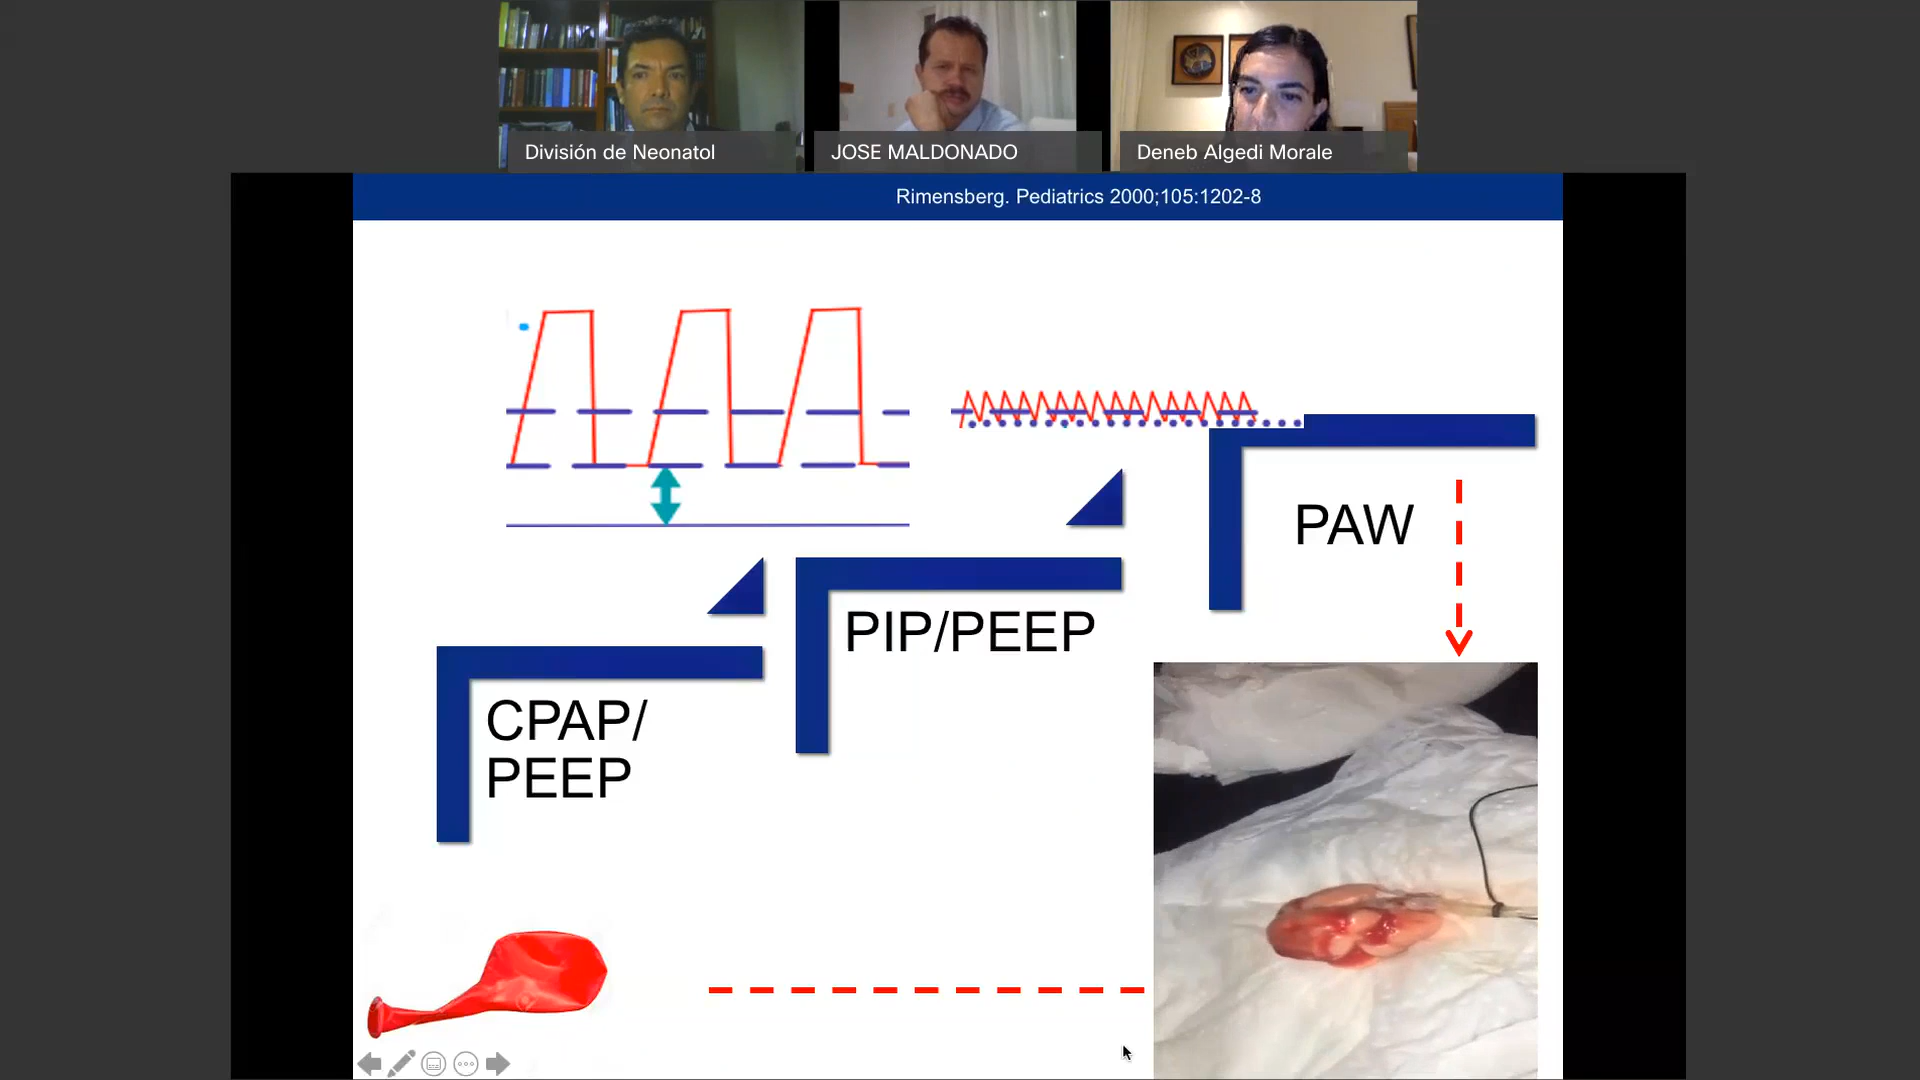 División de Neonatol
JOSE MALDONADO
Deneb Algedi Morale
Rimensberg. Pediatrics 2000;105:1202-8
PAW
PIP/PEEP
CPAP/
PEEP